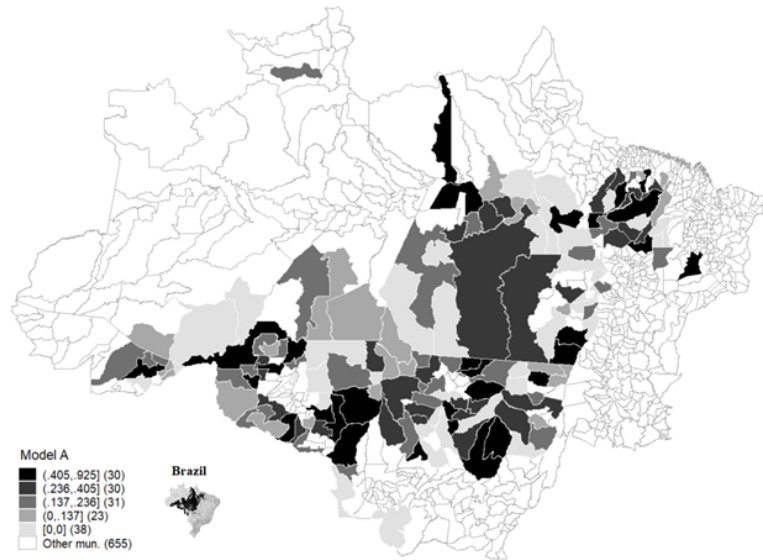 Model A
(.405,.925] (30)
(.236,.405] (30)
(.137,.236] (31)
(0,.137] (23)
[0,0] (38)
Other mun. (655)
Brazil